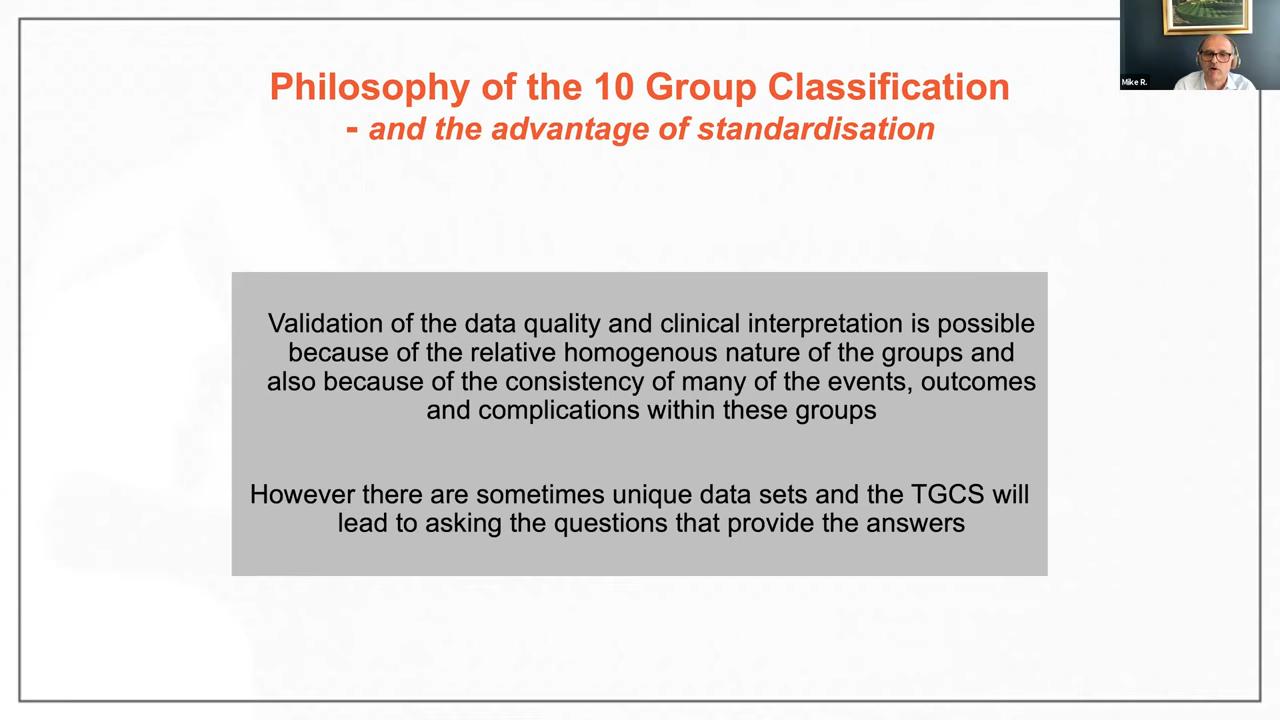 Philosophy of the 10 Group Classification
- and the advantage of standardisation
Mike R.
Validation of the data quality and clinical interpretation is possible
because of the relative homogenous nature of the groups and
also because of the consistency of many of the events, outcomes
and complications within these groups
However there are sometimes unique data sets and the TGCS will
lead to asking the questions that provide the answers